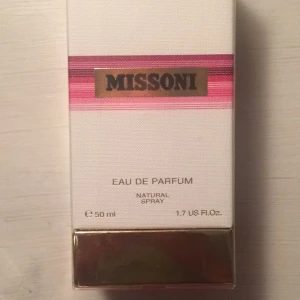 MISSONI
EAU DE PARFUM
NATURAL
SPRAY
℮ 50 ml 1.7 US Fl.Oz.